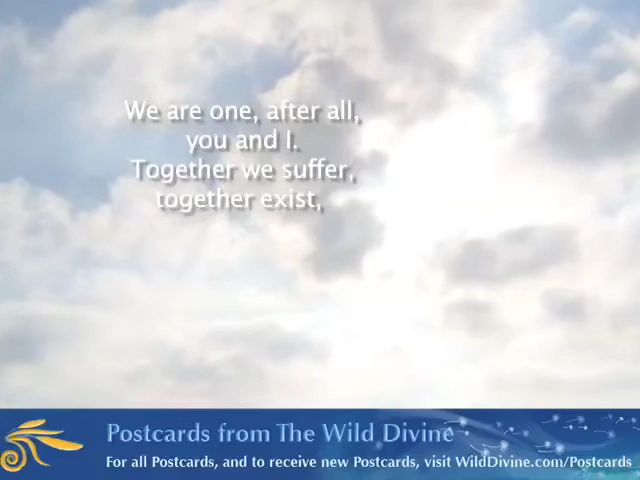 We are one, after all,
you and I.
Together we suffer,
together exist,
Postcards from The Wild Divine
For all Postcards, and to receive new Postcards, visit WildDivine.com/Postcards